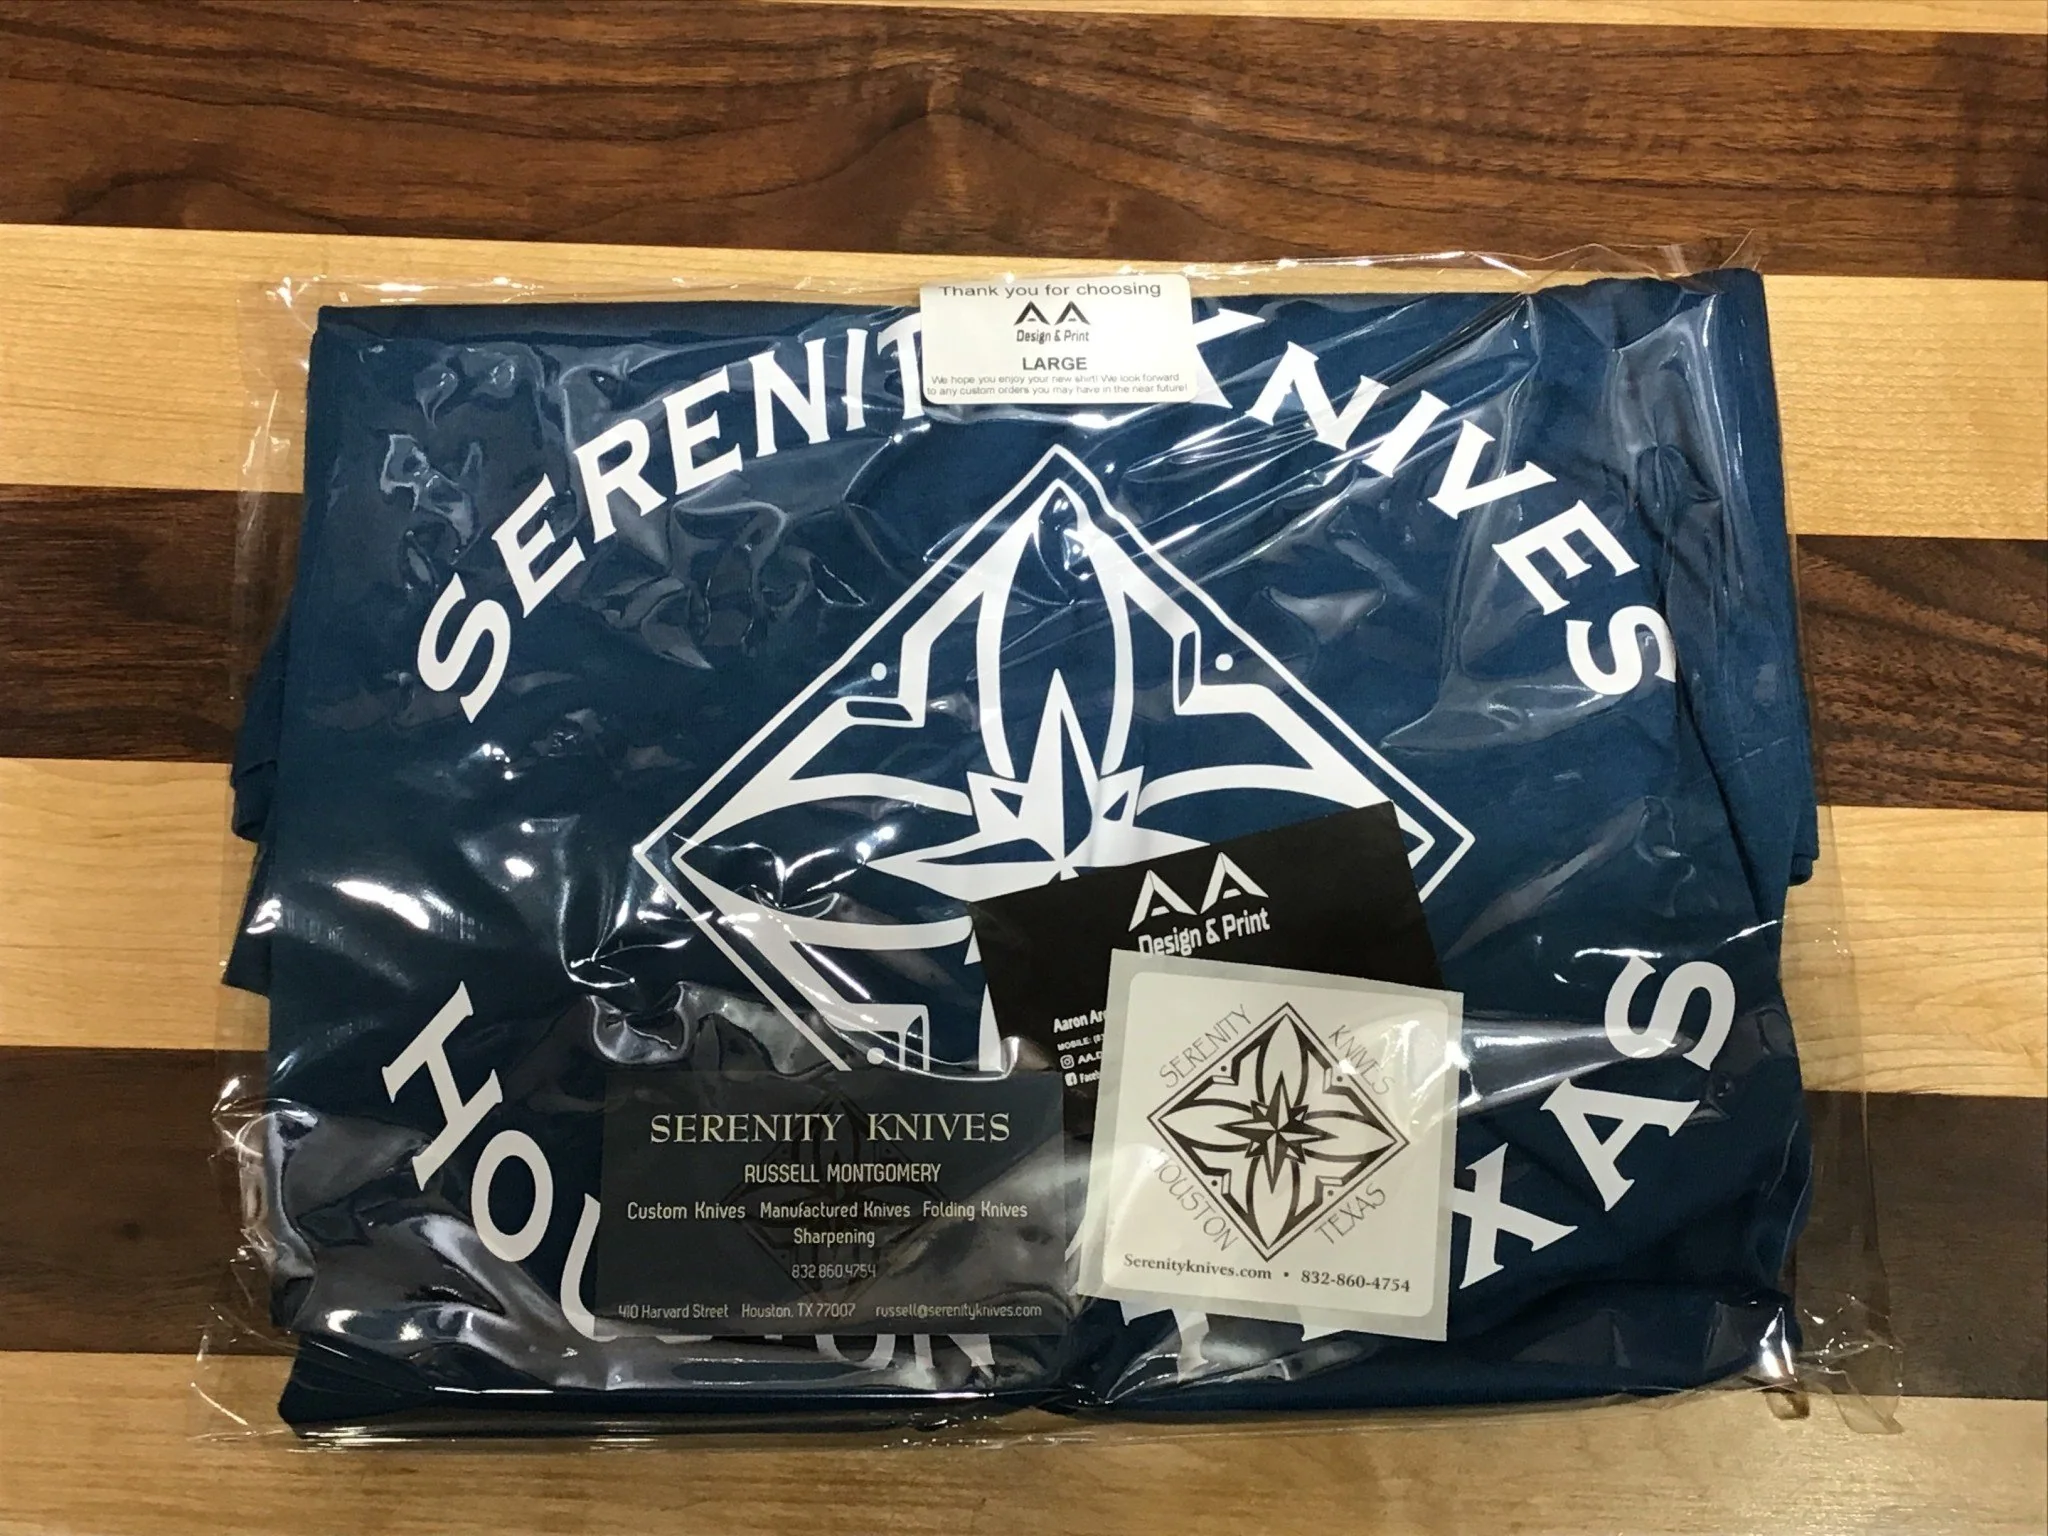 Thank you for choosing
AA
Design & Print
LARGE
We hope you enjoy your new shirt! We look forward
to any custom orders you may have in the near future!
SERENIT KNIVES
AA
Design & Print
Aaron
MOBILE:
SERENITY KNIVES
HOUSTON TEXAS
Serenityknives.com • 832-860-4754
SERENITY KNIVES
RUSSELL MONTGOMERY
Custom Knives Manufactured Knives Folding Knives
Sharpening
832.860.4754
410 Harvard Street Houston, TX 77007 russell@serenityknives.com